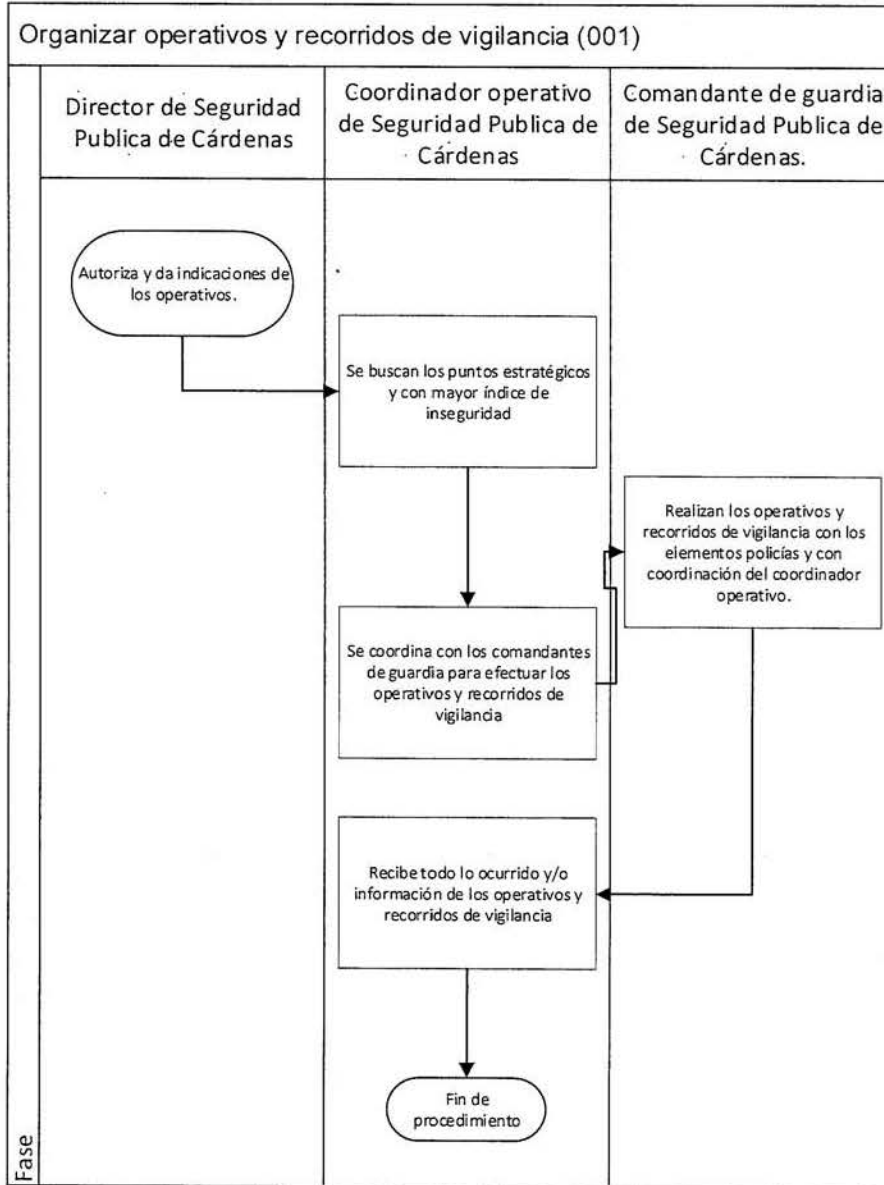 Organizar operativos y recorridos de vigilancia (001)
Director de Seguridad
Publica de Cárdenas
Coordinador operativo
de Seguridad Publica de
Cárdenas
Comandante de guardia
de Seguridad Publica de
Cárdenas.
Autoriza y da indicaciones de
los operativos.
Se buscan los puntos estratégicos
y con mayor índice de
inseguridad
Realizan los operativos y
recorridos de vigilancia con los
elementos policías y con
coordinación del coordinador
operativo.
Se coordina con los comandantes
de guardia para efectuar los
operativos y recorridos de
vigilancia
Recibe todo lo ocurrido y/o
información de los operativos y
recorridos de vigilancia
Fin de
procedimiento
Fase